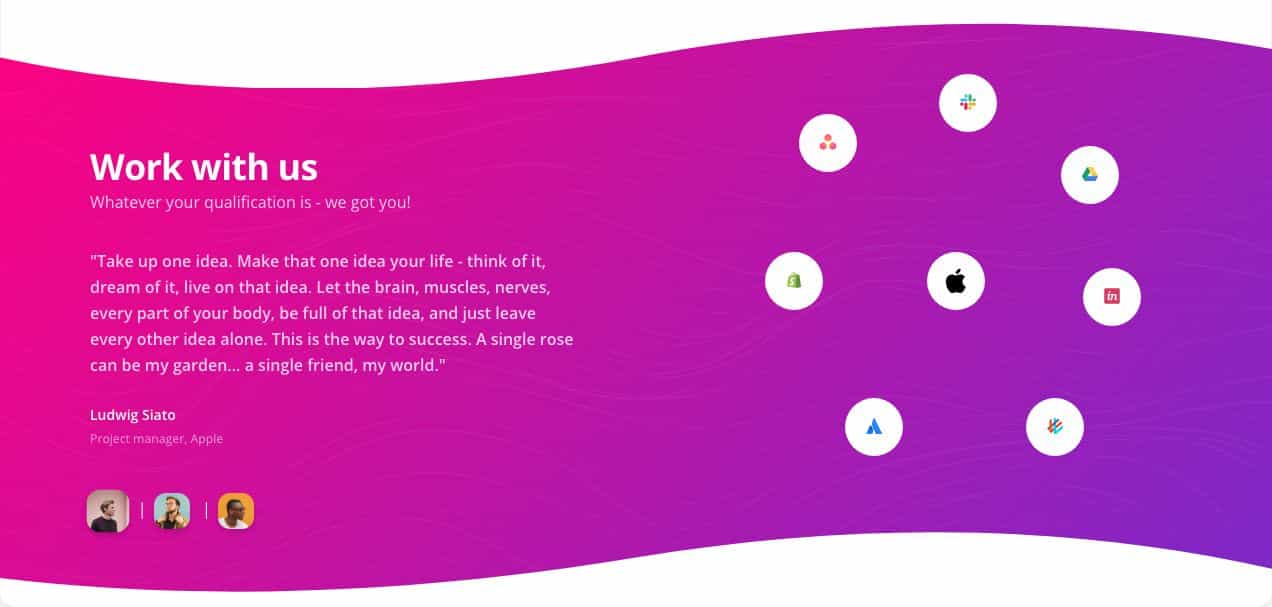 Work with us
Whatever your qualification is - we got you!
"Take up one idea. Make that one idea your life - think of it,
dream of it, live on that idea. Let the brain, muscles, nerves,
every part of your body, be full of that idea, and just leave
every other idea alone. This is the way to success. A single rose
can be my garden... a single friend, my world."
Ludwig Siato
Project manager, Apple
in